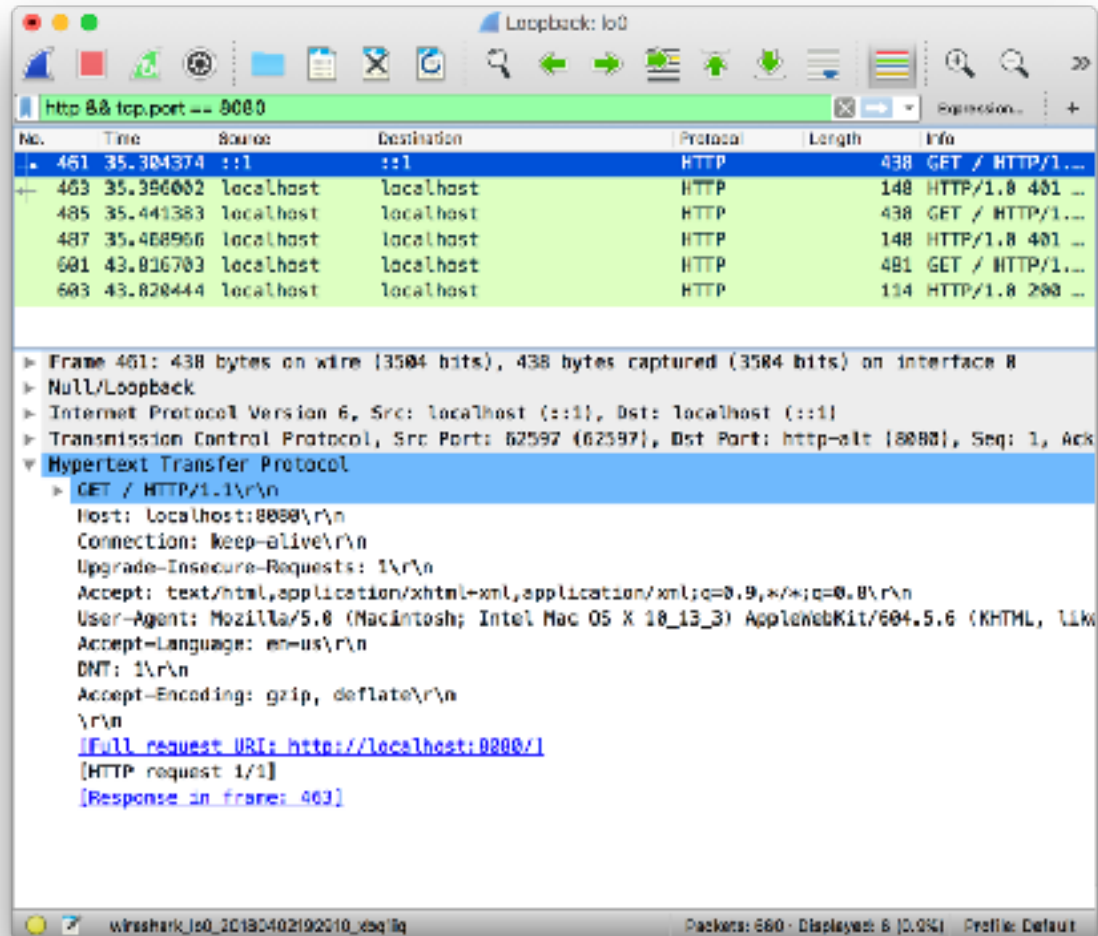 Loopback: lo0
http && tcp.port == 8080
Expression... +
No. Time Source Destination Protocol Length Info
461 35.304374 ::1 ::1 HTTP 438 GET / HTTP/1....
463 35.396002 localhost localhost HTTP 148 HTTP/1.0 401 ...
485 35.441383 localhost localhost HTTP 438 GET / HTTP/1....
487 35.468966 localhost localhost HTTP 148 HTTP/1.0 401 ...
601 43.816703 localhost localhost HTTP 481 GET / HTTP/1....
603 43.820444 localhost localhost HTTP 114 HTTP/1.0 200 ...
Frame 461: 438 bytes on wire (3504 bits), 438 bytes captured (3504 bits) on interface 0
Null/Loopback
Internet Protocol Version 6, Src: localhost (::1), Dst: localhost (::1)
Transmission Control Protocol, Src Port: 62597 (62597), Dst Port: http-alt (8080), Seq: 1, Ack
Hypertext Transfer Protocol
GET / HTTP/1.1\r\n
Host: localhost:8080\r\n
Connection: keep-alive\r\n
Upgrade-Insecure-Requests: 1\r\n
Accept: text/html,application/xhtml+xml,application/xml;q=0.9,*/*;q=0.8\r\n
User-Agent: Mozilla/5.0 (Macintosh; Intel Mac OS X 10_13_3) AppleWebKit/604.5.6 (KHTML, like
Accept-Language: en-us\r\n
DNT: 1\r\n
Accept-Encoding: gzip, deflate\r\n
\r\n
[Full request URI: http://localhost:8080/]
[HTTP request 1/1]
[Response in frame: 463]
Packets: 660 · Displayed: 6 (0.9%) Profile: Default